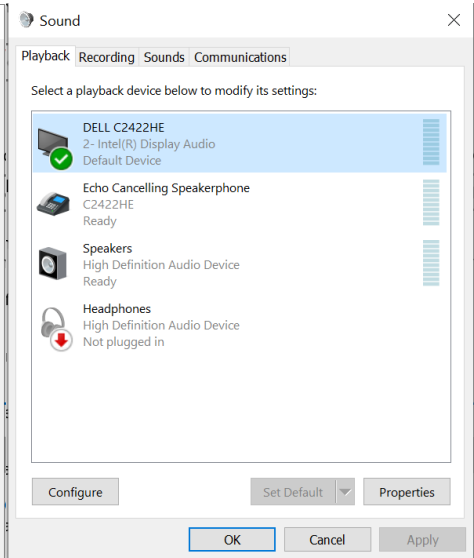 Sound
Playback Recording Sounds Communications
Select a playback device below to modify its settings:
DELL C2422HE
2- Intel(R) Display Audio
Default Device
Echo Cancelling Speakerphone
C2422HE
Ready
Speakers
High Definition Audio Device
Ready
Headphones
High Definition Audio Device
Not plugged in
Configure Set Default Properties
OK Cancel Apply